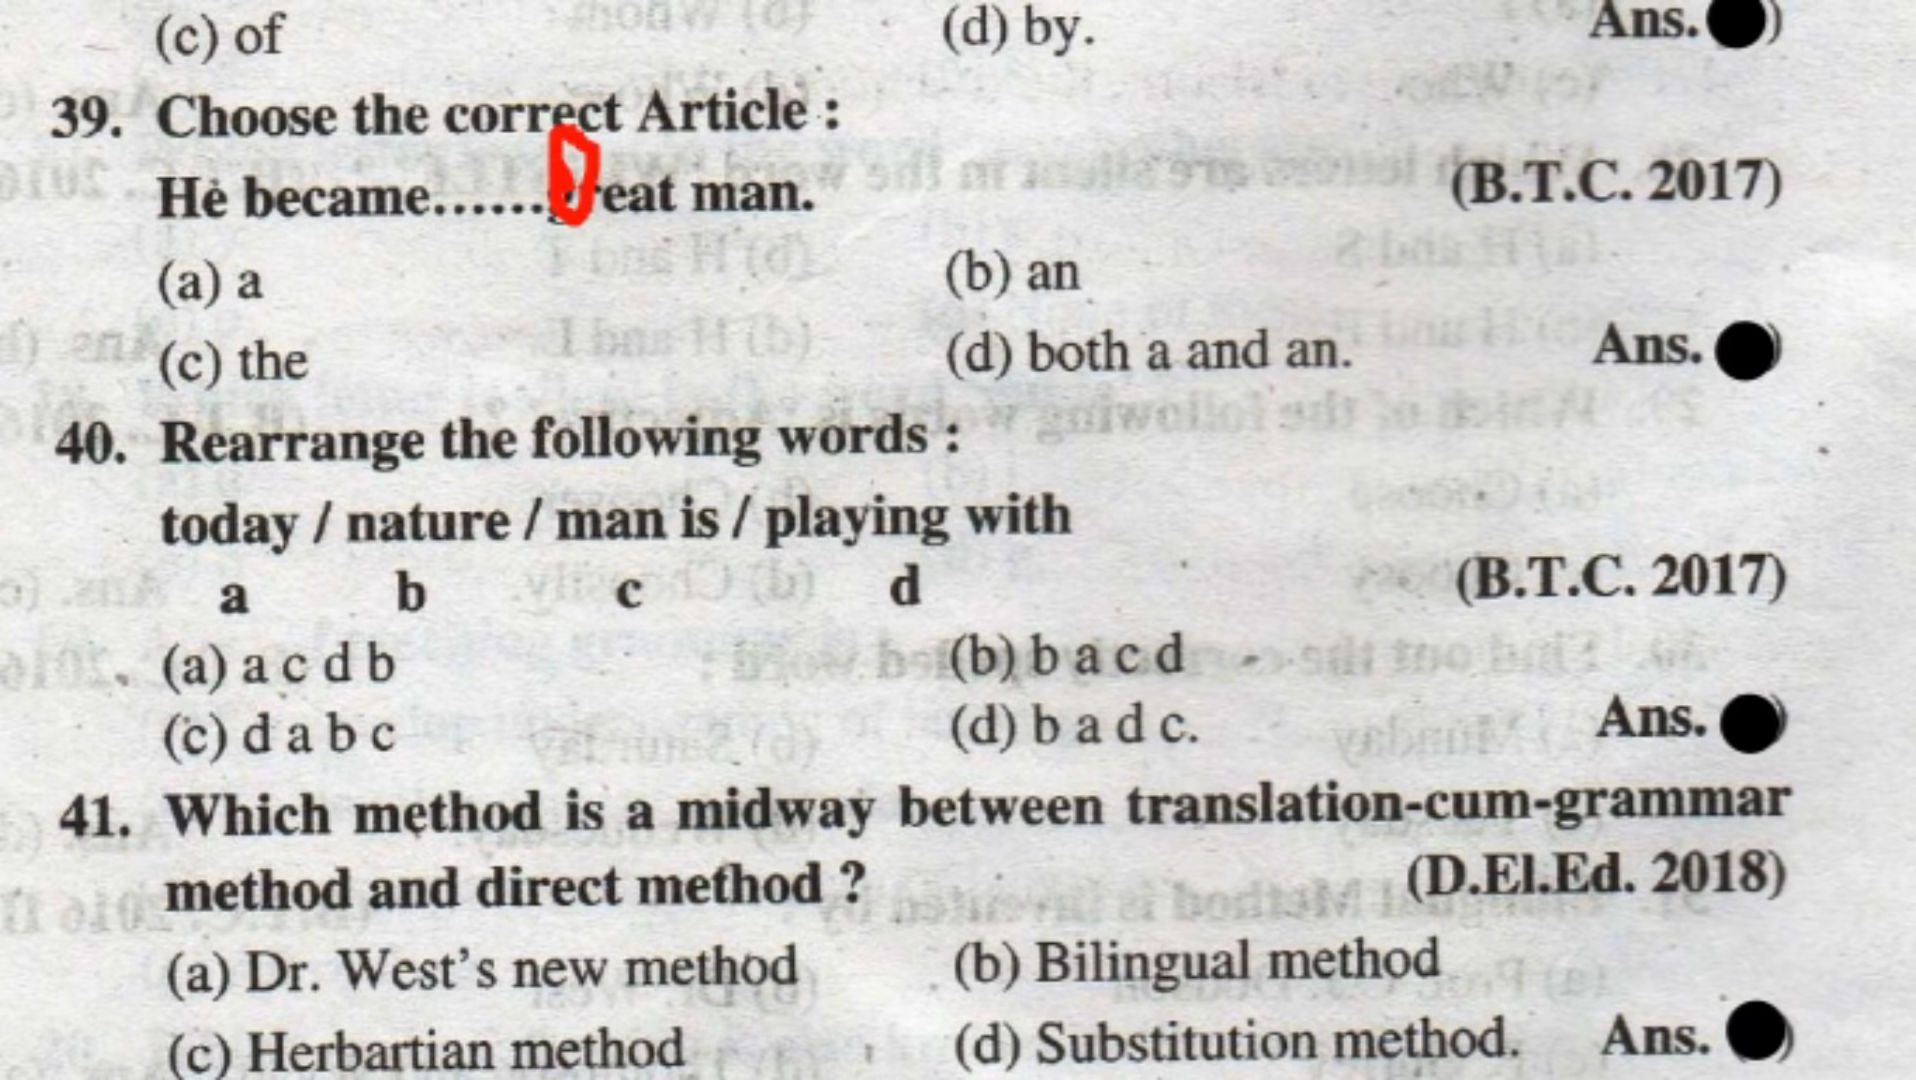 (c) of (d) by. Ans. )
39. Choose the correct Article :
He became......great man. (B.T.C. 2017)
(a) a (b) an
(c) the (d) both a and an. Ans. )
40. Rearrange the following words :
today / nature / man is / playing with
a b c d (B.T.C. 2017)
(a) a c d b (b) b a c d
(c) d a b c (d) b a d c. Ans. )
41. Which method is a midway between translation-cum-grammar
method and direct method ? (D.El.Ed. 2018)
(a) Dr. West's new method (b) Bilingual method
(c) Herbartian method (d) Substitution method. Ans. )